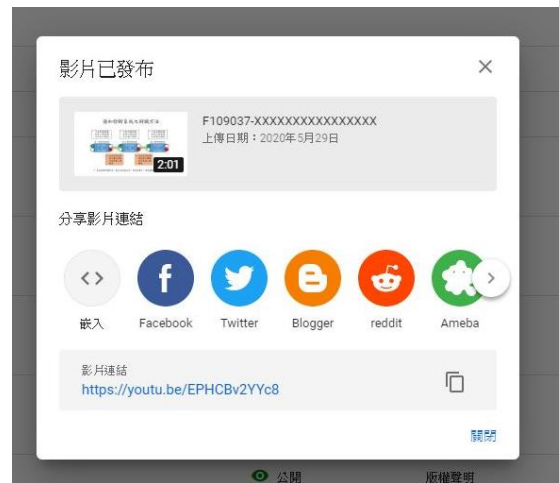 影片已發布
F109037-XXXXXXXXXXXXXXXX
上傳日期：2020年5月29日
2:01
分享影片連結
嵌入
Facebook
Twitter
Blogger
reddit
Ameba
影片連結
https://youtu.be/EPHCBv2YYc8
關閉
公開
版權聲明